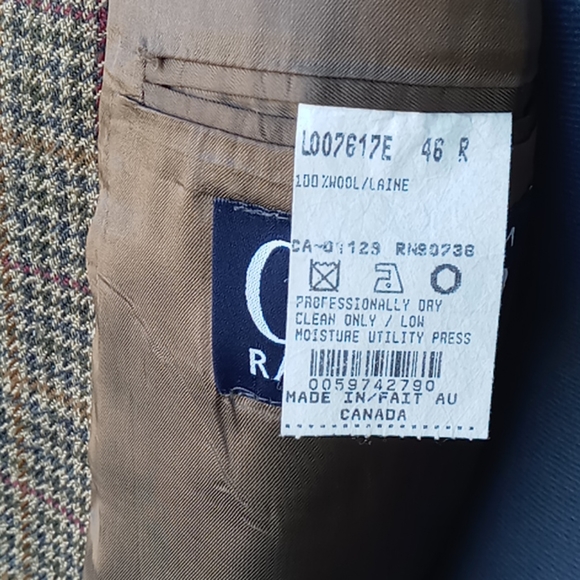 L007617E 46 R
100%WOOL/LAINE
CA-01129 RN90738
PROFESSIONALLY DRY
CLEAN ONLY / LOW
MOISTURE UTILITY PRESS
0059742790
MADE IN/FAIT AU
CANADA